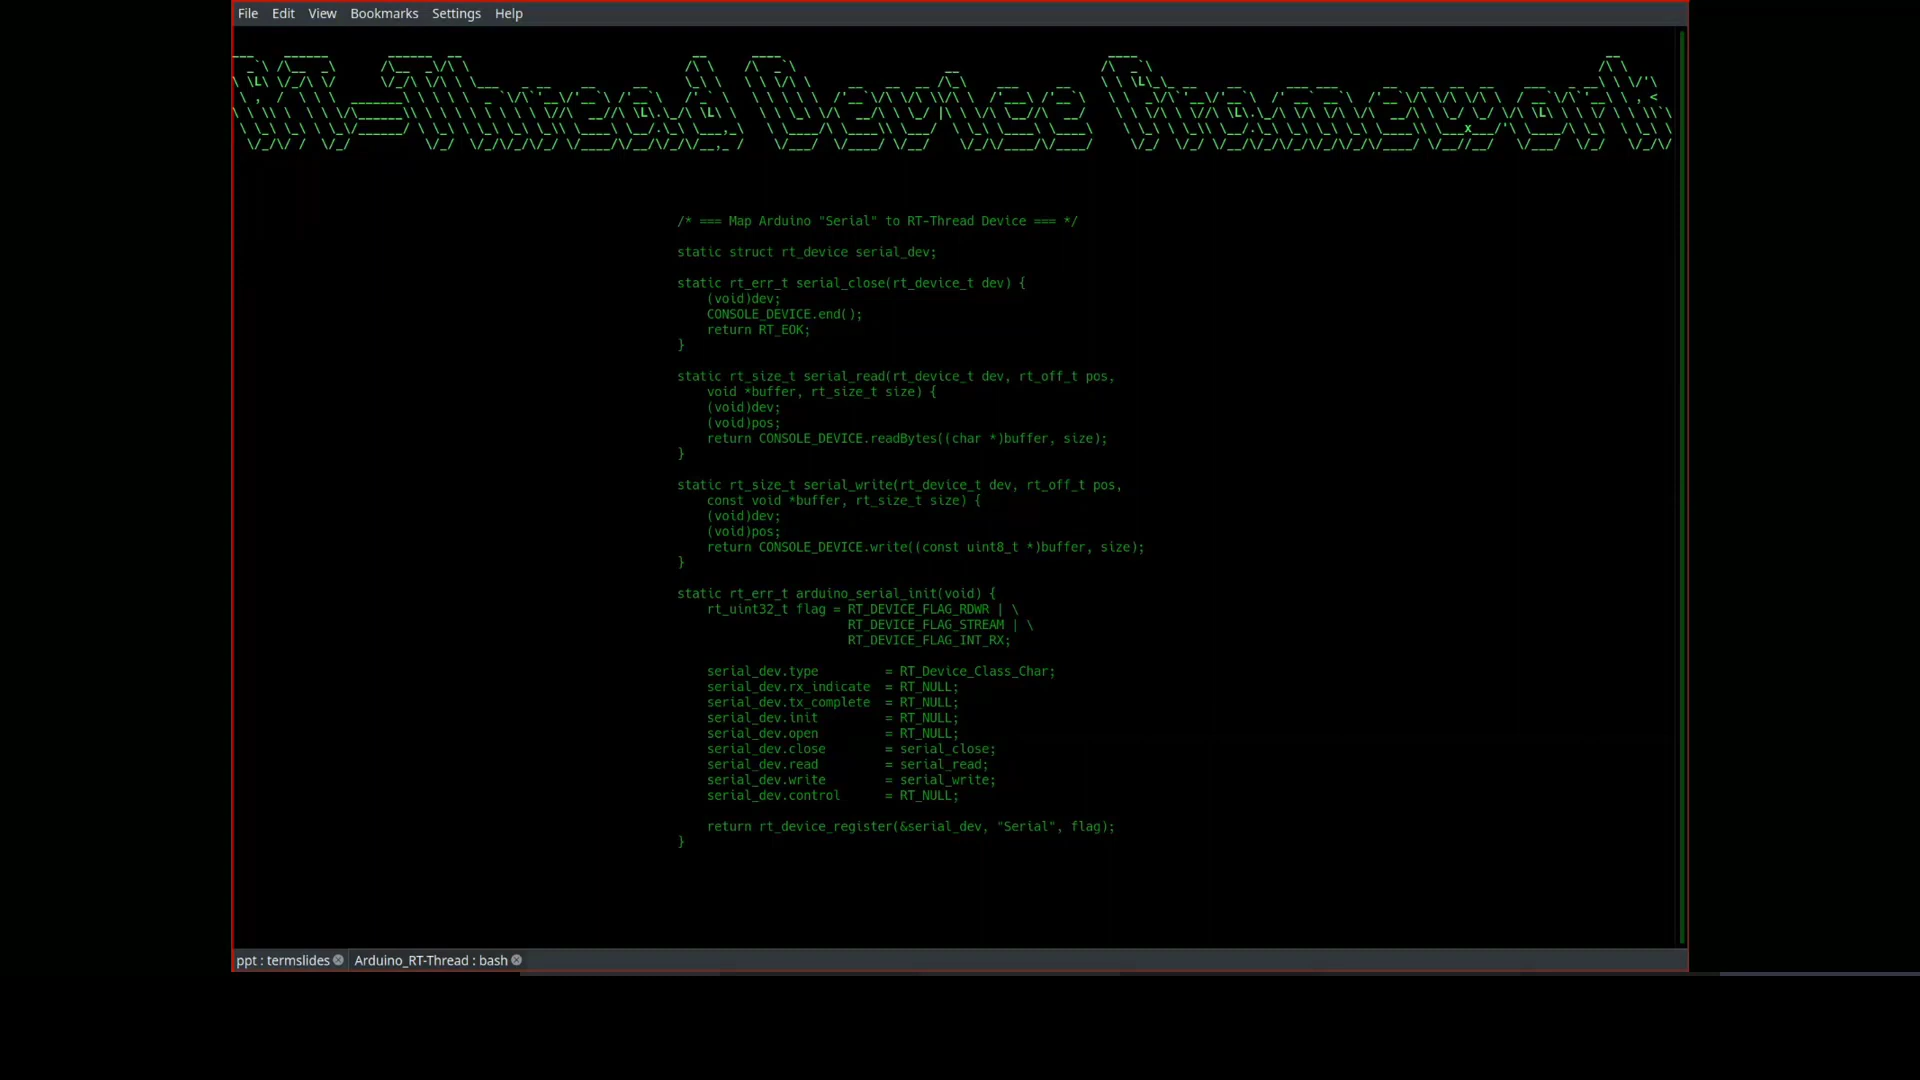 File Edit View Bookmarks Settings Help
RT-Thread Device Framework
/* === Map Arduino "Serial" to RT-Thread Device === */
static struct rt_device serial_dev;
static rt_err_t serial_close(rt_device_t dev) {
(void)dev;
CONSOLE_DEVICE.end();
return RT_EOK;
}
static rt_size_t serial_read(rt_device_t dev, rt_off_t pos,
void *buffer, rt_size_t size) {
(void)dev;
(void)pos;
return CONSOLE_DEVICE.readBytes((char *)buffer, size);
}
static rt_size_t serial_write(rt_device_t dev, rt_off_t pos,
const void *buffer, rt_size_t size) {
(void)dev;
(void)pos;
return CONSOLE_DEVICE.write((const uint8_t *)buffer, size);
}
static rt_err_t arduino_serial_init(void) {
rt_uint32_t flag = RT_DEVICE_FLAG_RDWR | \
RT_DEVICE_FLAG_STREAM | \
RT_DEVICE_FLAG_INT_RX;
serial_dev.type = RT_Device_Class_Char;
serial_dev.rx_indicate = RT_NULL;
serial_dev.tx_complete = RT_NULL;
serial_dev.init = RT_NULL;
serial_dev.open = RT_NULL;
serial_dev.close = serial_close;
serial_dev.read = serial_read;
serial_dev.write = serial_write;
serial_dev.control = RT_NULL;
return rt_device_register(&serial_dev, "Serial", flag);
}
ppt : termslides Arduino_RT-Thread : bash